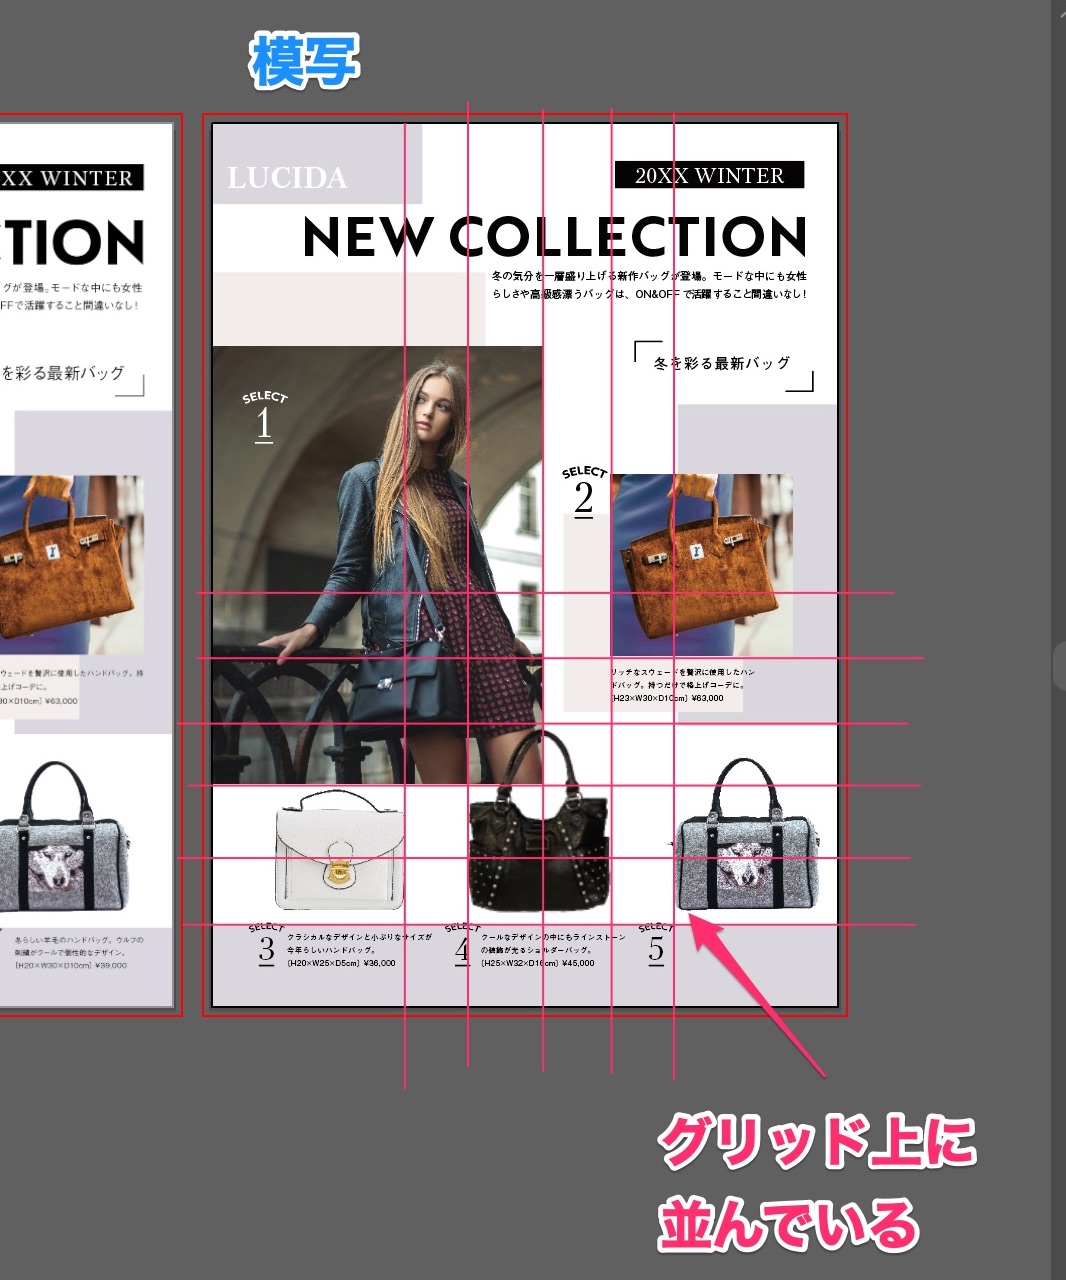 模写
XX WINTER
TION
グが登場。モードな中にも女性
FFで活躍すること間違いなし!
を彩る最新バッグ
ウェードを贅沢に使用したハンドバッグ。持
上げコーデに。
30×D10cm] ¥63,000
冬らしい羊毛のハンドバッグ。ウルフの
刺繍がクールで個性的なデザイン。
[H20×W30×D10cm] ¥39,000
LUCIDA
20XX WINTER
NEW COLLECTION
冬の気分を一層盛り上げる新作バッグが登場。モードな中にも女性
らしさや高級感漂うバッグは、ON&OFFで活躍すること間違いなし!
冬を彩る最新バッグ
SELECT
1
SELECT
2
リッチなスウェードを贅沢に使用したハン
ドバッグ。持つだけで格上げコーデに。
[H23×W30×D10cm] ¥63,000
SELECT
3
クラシカルなデザインと小ぶりなサイズが
今年らしいハンドバッグ。
[H20×W25×D5cm] ¥36,000
SELECT
4
クールなデザインの中にもラインストーン
の装飾が光るショルダーバッグ。
[H25×W32×D16cm] ¥45,000
SELECT
5
グリッド上に
並んでいる